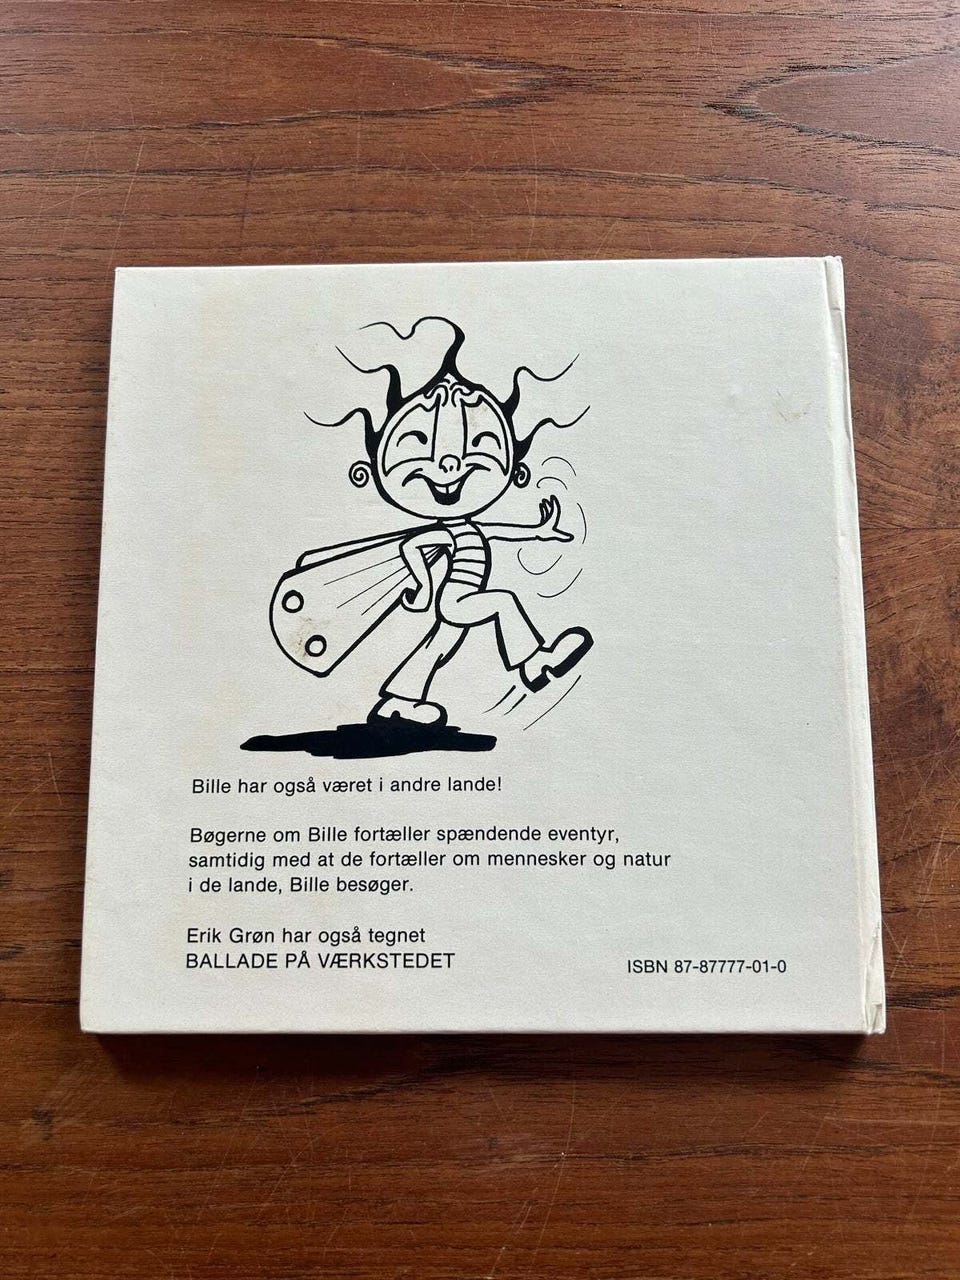 Bille har også været i andre lande!
Bøgerne om Bille fortæller spændende eventyr,
samtidig med at de fortæller om mennesker og natur
i de lande, Bille besøger.
Erik Grøn har også tegnet
BALLADE PÅ VÆRKSTEDET
ISBN 87-87777-01-0